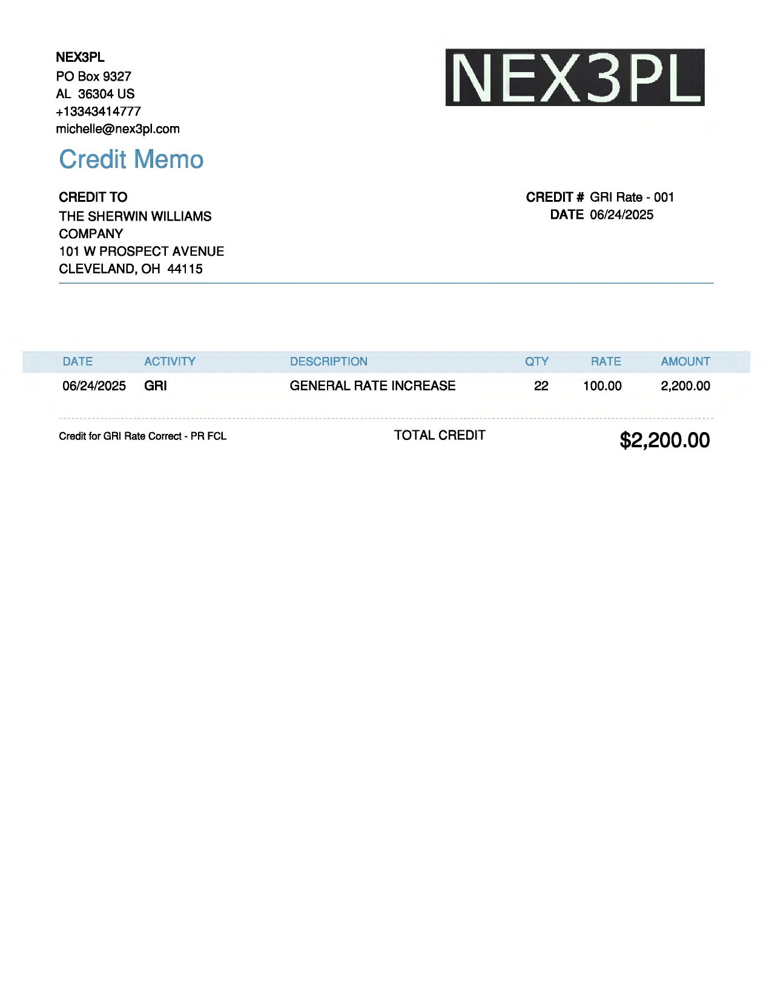 NEX3PL
PO Box 9327
AL 36304 US
+13343414777
michelle@nex3pl.com
NEX3PL
Credit Memo
CREDIT TO
THE SHERWIN WILLIAMS
COMPANY
101 W PROSPECT AVENUE
CLEVELAND, OH 44115
CREDIT # GRI Rate - 001
DATE 06/24/2025
DATE ACTIVITY DESCRIPTION QTY RATE AMOUNT
06/24/2025 GRI GENERAL RATE INCREASE 22 100.00 2,200.00
Credit for GRI Rate Correct - PR FCL TOTAL CREDIT $2,200.00